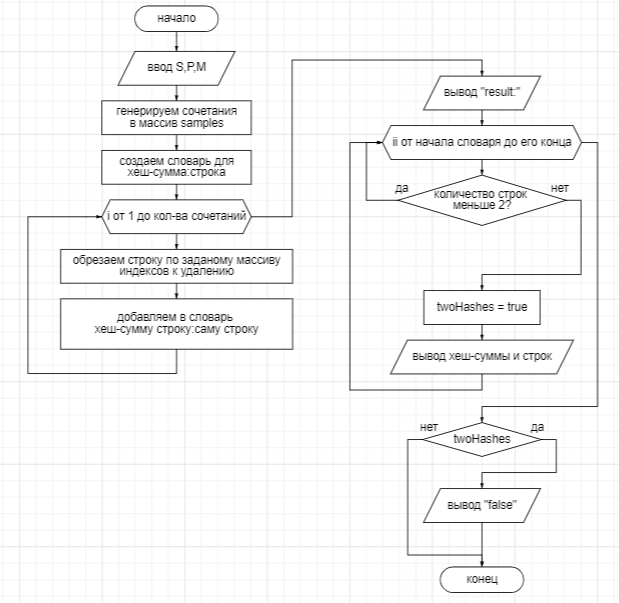 начало
ввод S,P,M
генерируем сочетания
в массив samples
создаем словарь для
хеш-сумма:строка
i от 1 до кол-ва сочетаний
обрезаем строку по заданому массиву
индексов к удалению
добавляем в словарь
хеш-сумму строку:саму строку
вывод "result:"
ii от начала словаря до его конца
да
количество строк
меньше 2?
нет
twoHashes = true
вывод хеш-суммы и строк
нет
twoHashes
да
вывод "false"
конец